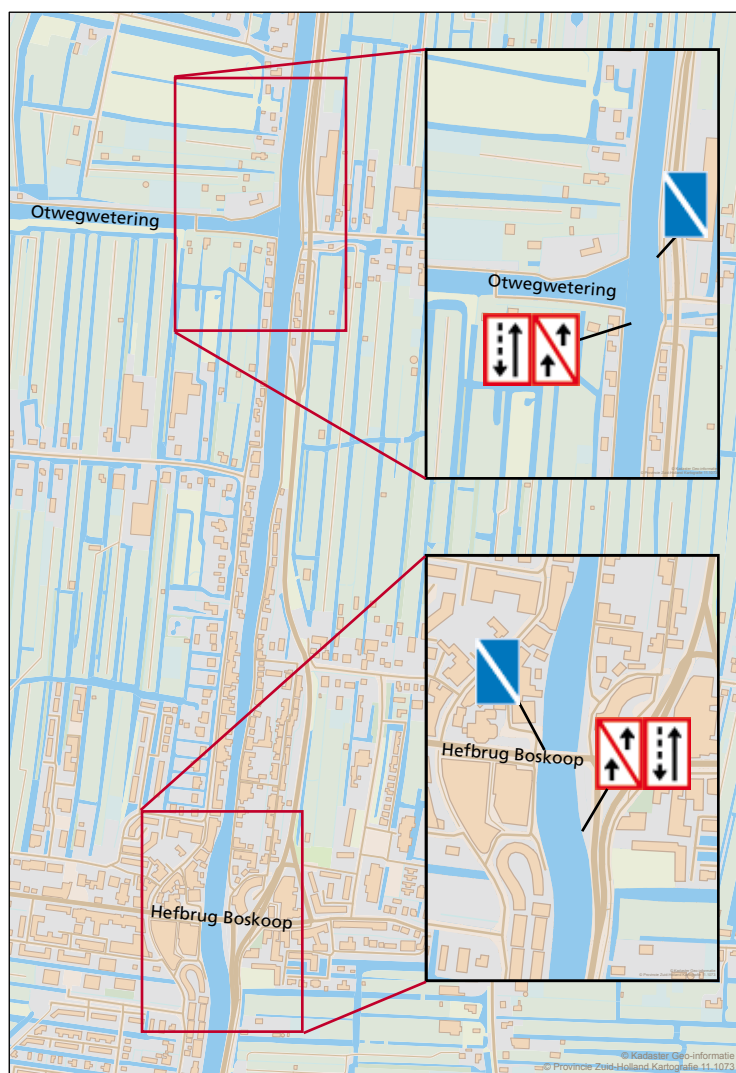 Otwegwetering
Otwegwetering
Hefbrug Boskoop
Hefbrug Boskoop
© Kadaster Geo-informatie
© Provincie Zuid-Holland Kartografie 11.1073